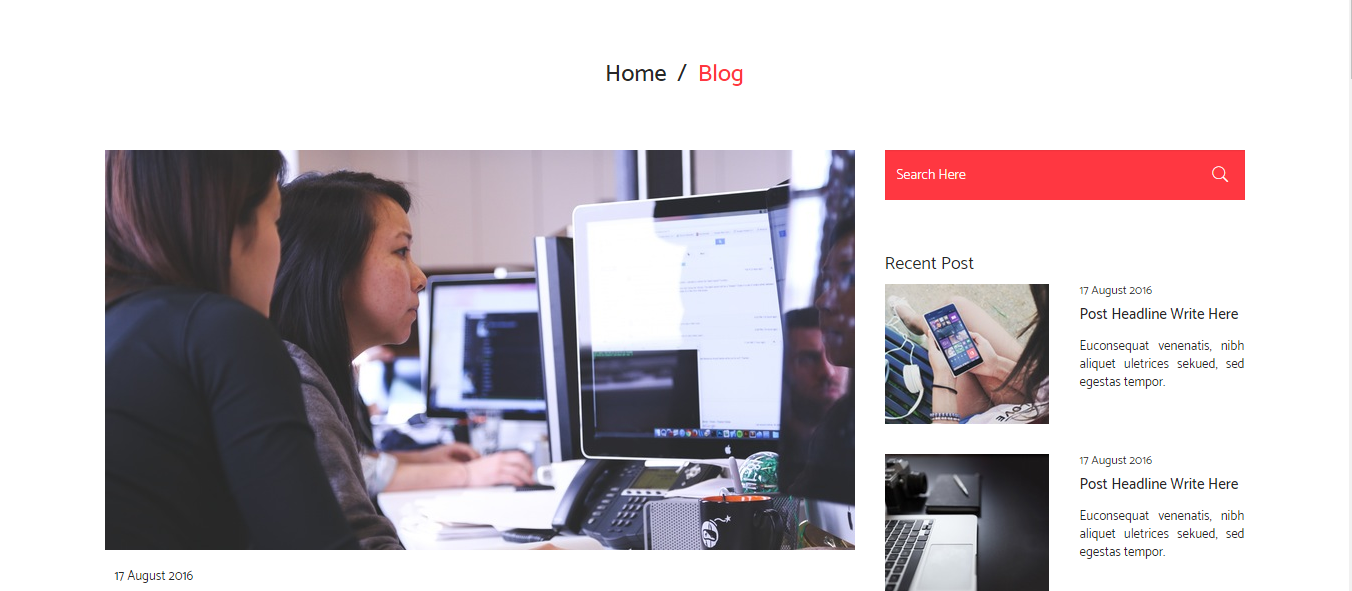 Home / Blog
Search Here
Recent Post
17 August 2016
Post Headline Write Here
Euconsequat venenatis, nibh
aliquet uletrices sekued, sed
egestas tempor.
17 August 2016
Post Headline Write Here
Euconsequat venenatis, nibh
aliquet uletrices sekued, sed
egestas tempor.
17 August 2016